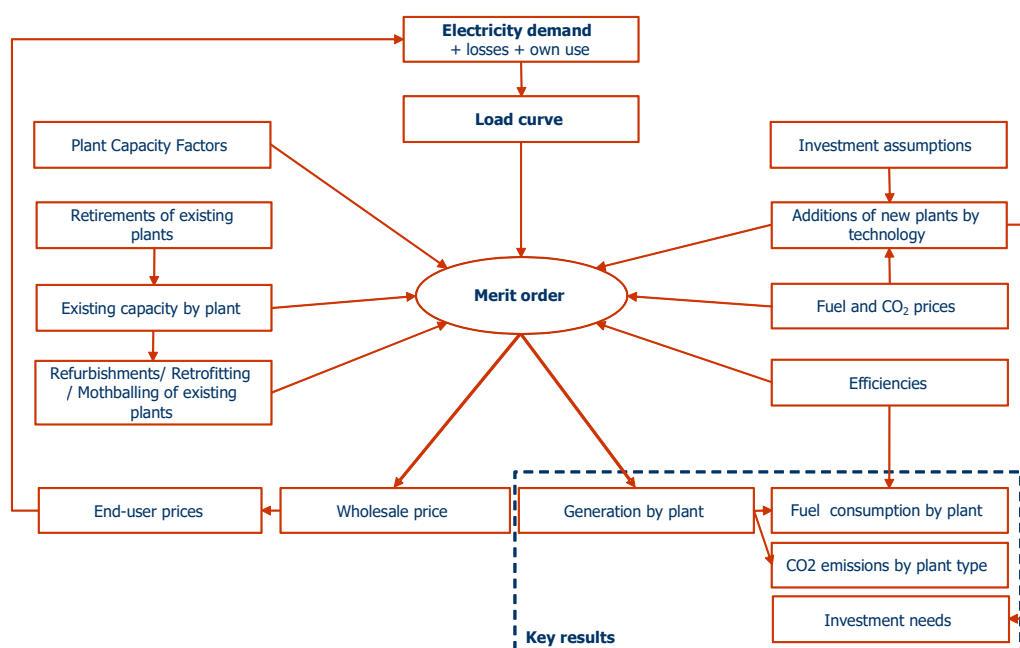 Electricity demand
+ losses + own use
Load curve
Plant Capacity Factors
Investment assumptions
Retirements of existing
plants
Additions of new plants by
technology
Existing capacity by plant
Merit order
Fuel and CO₂ prices
Refurbishments/ Retrofitting
/ Mothballing of existing
plants
Efficiencies
End-user prices
Wholesale price
Generation by plant
Fuel consumption by plant
CO2 emissions by plant type
Investment needs
Key results